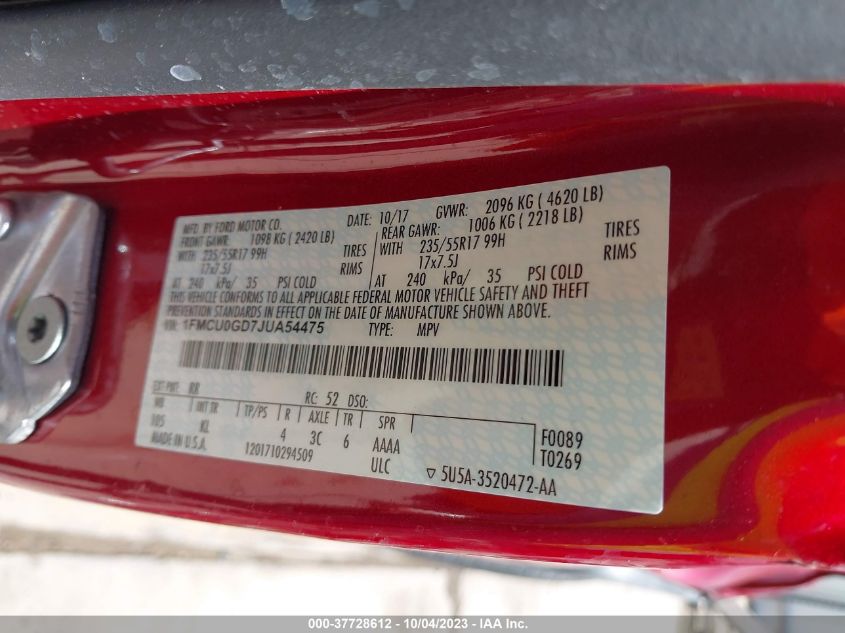 MFD. BY FORD MOTOR CO.
DATE: 10/17 GVWR: 2096 KG ( 4620 LB)
FRONT GAWR: 1098 KG ( 2420 LB) REAR GAWR: 1006 KG ( 2218 LB)
WITH 235/55R17 99H TIRES WITH 235/55R17 99H TIRES
17x7.5J RIMS 17x7.5J RIMS
AT 240 kPa/ 35 PSI COLD AT 240 kPa/ 35 PSI COLD
THIS VEHICLE CONFORMS TO ALL APPLICABLE FEDERAL MOTOR VEHICLE SAFETY AND THEFT
PREVENTION STANDARDS IN EFFECT ON THE DATE OF MANUFACTURE SHOWN ABOVE.
VIN: 1FMCU0GD7JUA54475 TYPE: MPV
EXT PNT: RR RC: 52 DSO:
WB INT TR TP/PS R AXLE TR SPR
105 KL 4 3C 6 AAAA
F0089
T0269
MADE IN U.S.A. 1201710294509 ULC
5U5A-3520472-AA
000-37728612 - 10/04/2023 - IAA Inc.